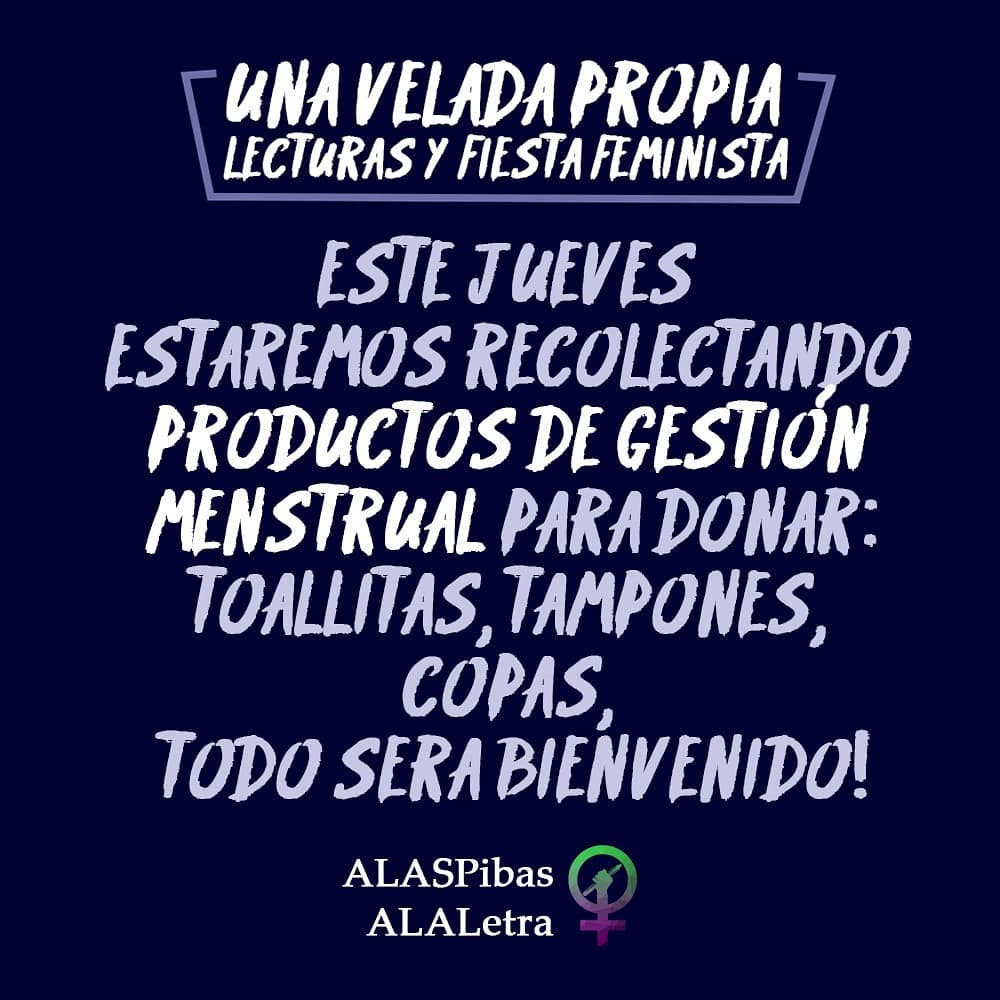 UNA VELADA PROPIA
LECTURAS Y FIESTA FEMINISTA
ESTE JUEVES
ESTAREMOS RECOLECTANDO
PRODUCTOS DE GESTIÓN
MENSTRUAL PARA DONAR:
TOALLITAS, TAMPONES,
COPAS,
TODO SERA BIENVENIDO!
ALASPibas
ALALetra